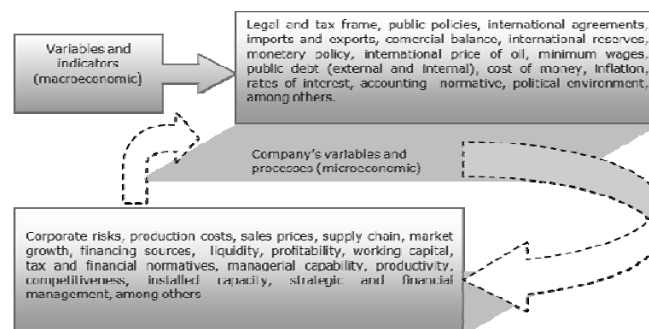 Variables and
indicators
(macroeconomic)
Legal and tax frame, public policies, international agreements,
imports and exports, comercial balance, international reserves,
monetary policy, international price of oil, minimum wages,
public debt (external and internal), cost of money, inflation,
rates of interest, accounting normative, political environment,
among others.
Company's variables and
processes (microeconomic)
Corporate risks, production costs, sales prices, supply chain, market
growth, financing sources, liquidity, profitability, working capital,
tax and financial normatives, managerial capability, productivity,
competitiveness, installed capacity, strategic and financial
management, among others